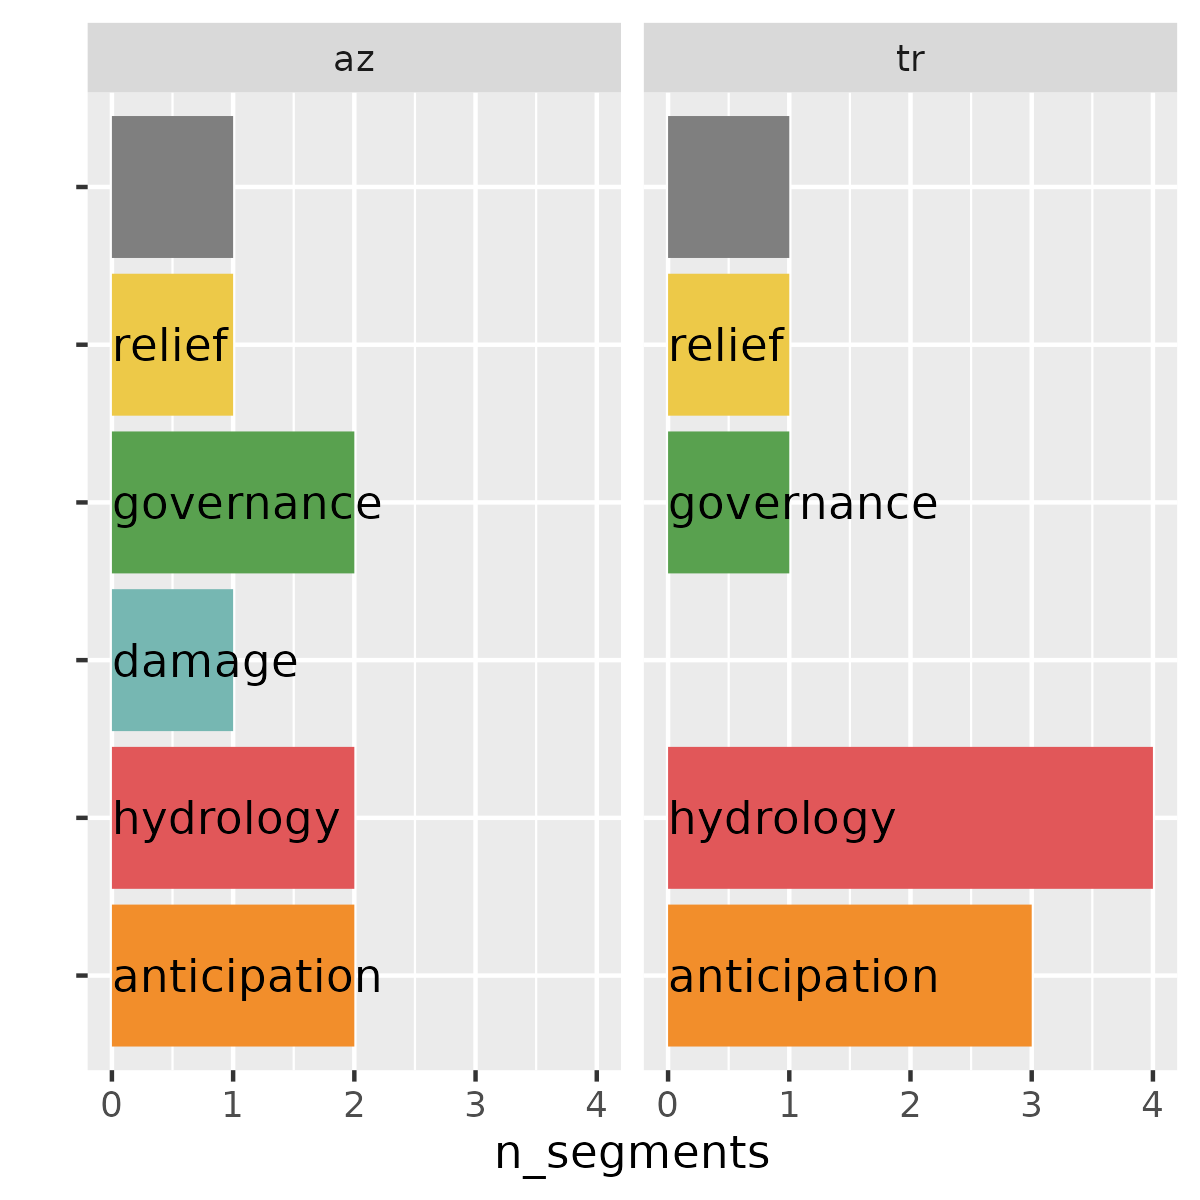 az
tr
relief
relief
governance
governance
damage
hydrology
hydrology
anticipation
anticipation
0 1 2 3 4
0 1 2 3 4
n_segments